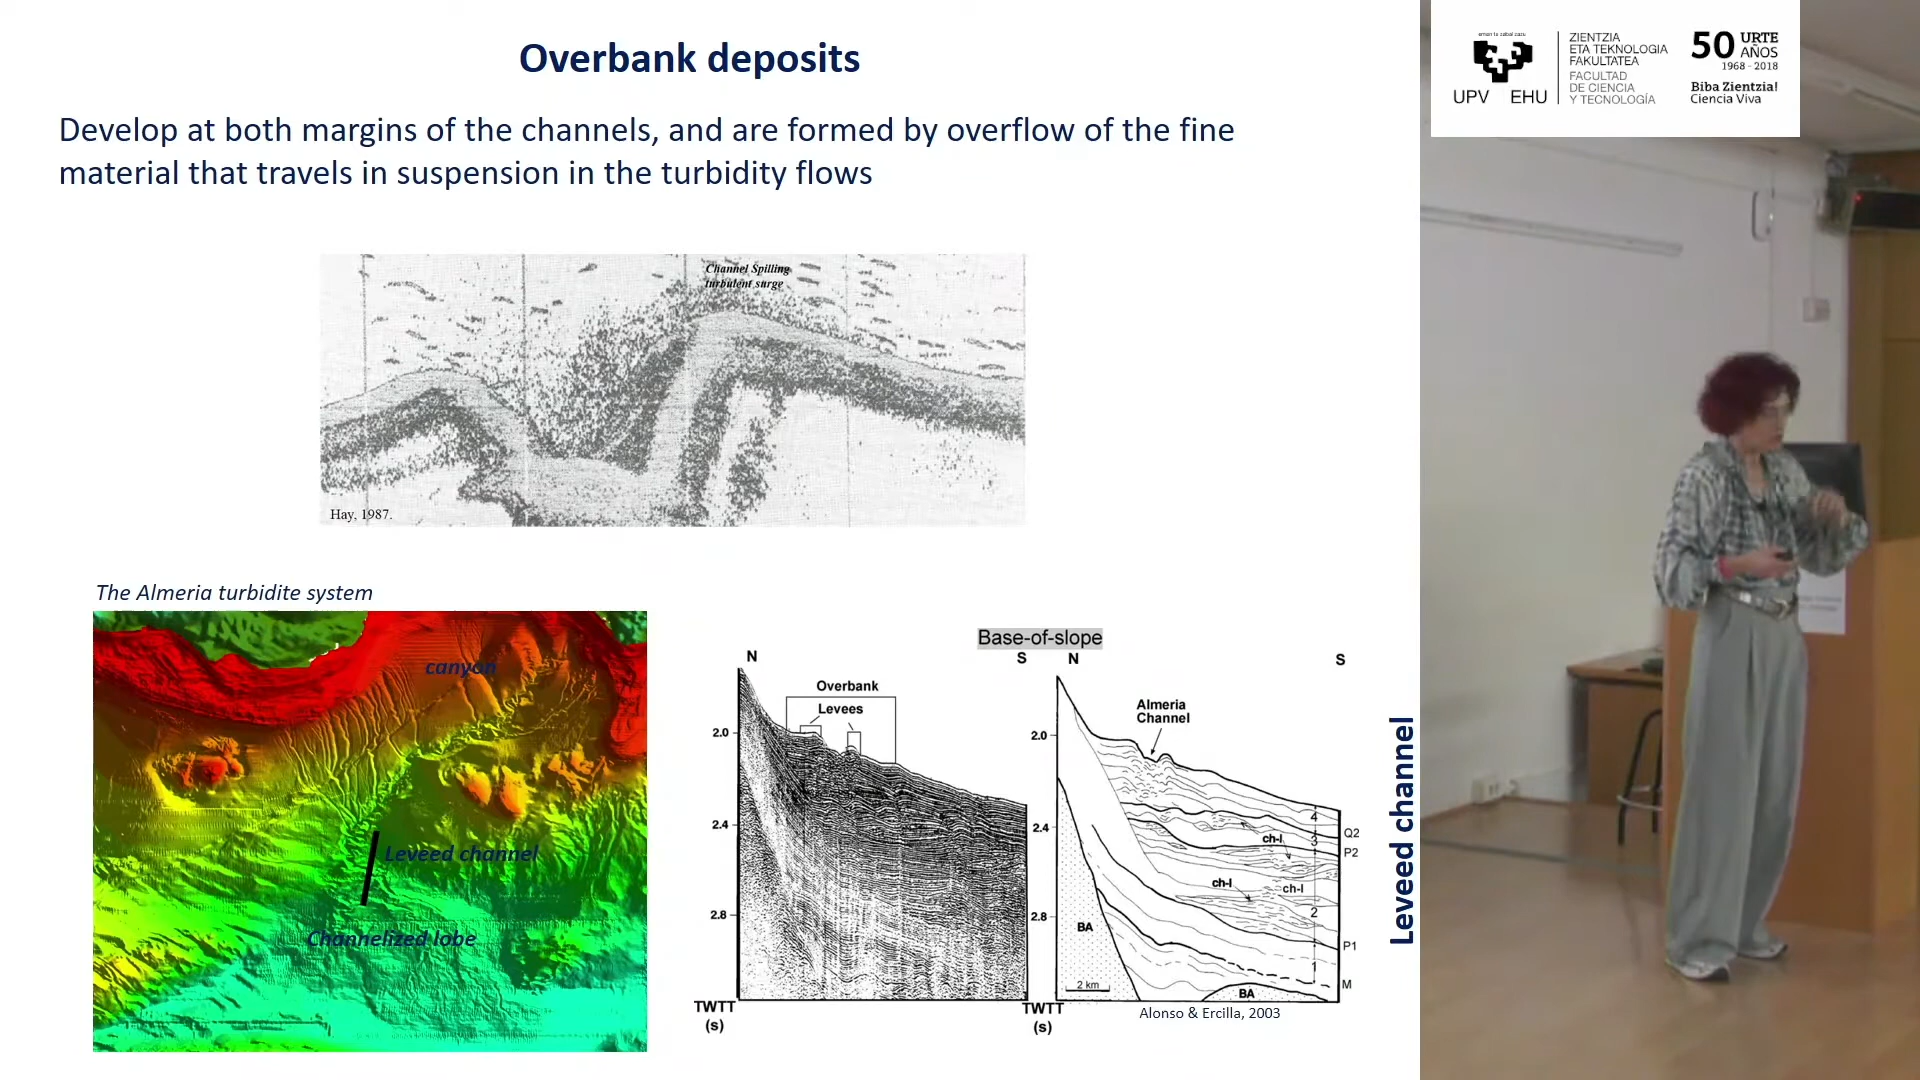 Overbank deposits
Develop at both margins of the channels, and are formed by overflow of the fine
material that travels in suspension in the turbidity flows
Channel Spilling
turbulent surge
Hay, 1987.
The Almeria turbidite system
canyon
Leveed channel
Channelized lobe
Base-of-slope
N
S
Overbank
Levees
2.0
2.4
2.8
TWTT
(s)
N
S
Almeria
Channel
2.0
2.4
2.8
4
Q2
3
P2
ch-l
ch-l
ch-l
2
BA
P1
1
M
BA
2 km
TWTT
(s)
Alonso & Ercilla, 2003
Leveed channel
eman ta zabal zazu
UPV EHU
ZIENTZIA
ETA TEKNOLOGIA
FAKULTATEA
FACULTAD
DE CIENCIA
Y TECNOLOGÍA
50 URTE
AÑOS
1968 - 2018
Biba Zientzia!
Ciencia Viva